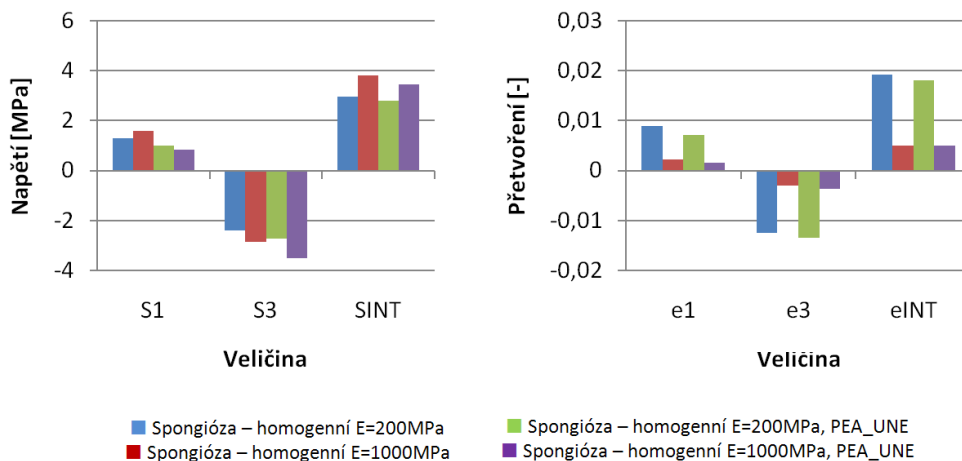 Napětí [MPa]
6
4
2
0
-2
-4
S1 S3 SINT
Veličina
Přetvoření [-]
0,03
0,02
0,01
0
-0,01
-0,02
e1 e3 eINT
Veličina
Spongióza – homogenní E=200MPa
Spongióza – homogenní E=1000MPa
Spongióza – homogenní E=200MPa, PEA_UNE
Spongióza – homogenní E=1000MPa, PEA_UNE